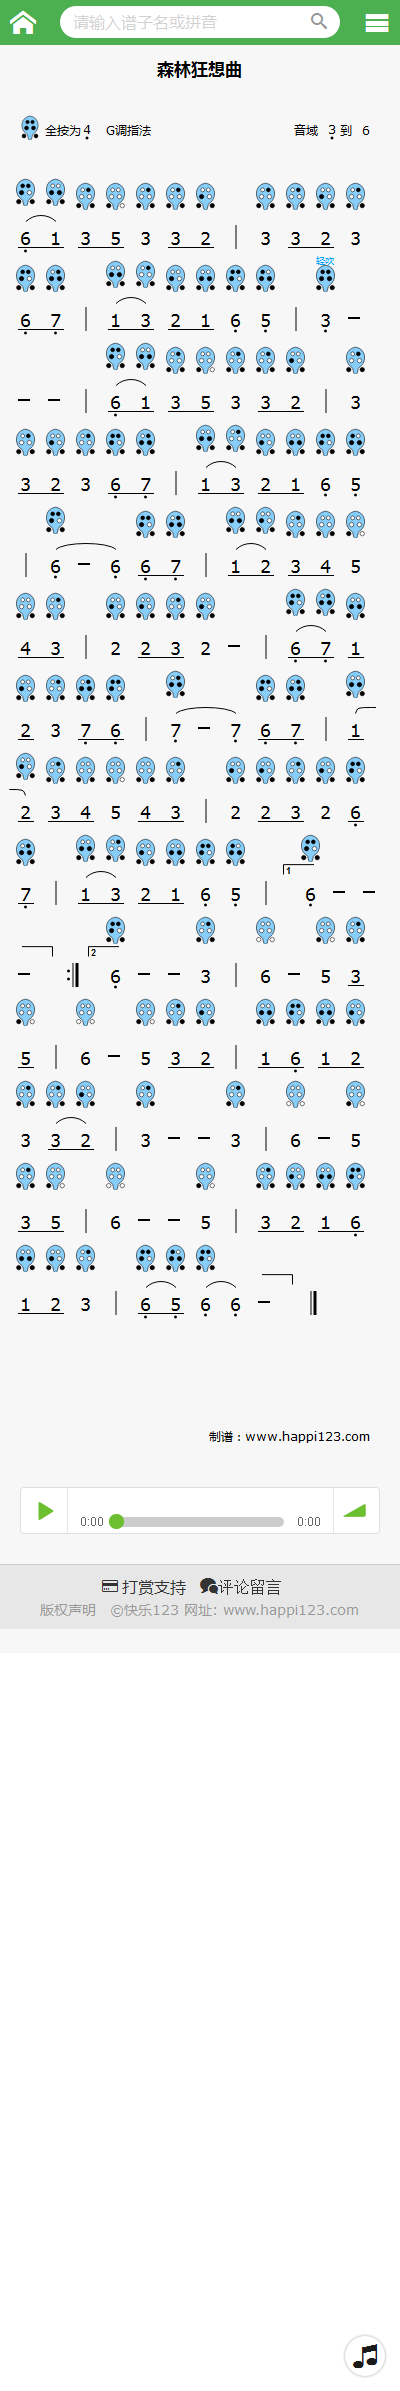 请输入谱子名或拼音
森林狂想曲
全按为 4 G调指法 音域 3 到 6
6 1 3 5 3 3 2 | 3 3 2 3
轻吹
6 7 | 1 3 2 1 6 5 | 3 –
– – | 6 1 3 5 3 3 2 | 3
3 2 3 6 7 | 1 3 2 1 6 5
| 6 – 6 6 7 | 1 2 3 4 5
4 3 | 2 2 3 2 – | 6 7 1
2 3 7 6 | 7 – 7 6 7 | 1
2 3 4 5 4 3 | 2 2 3 2 6
7 | 1 3 2 1 6 5 | 1 6 – –
– :| 2 6 – – 3 | 6 – 5 3
5 | 6 – 5 3 2 | 1 6 1 2
3 3 2 | 3 – – 3 | 6 – 5
3 5 | 6 – – 5 | 3 2 1 6
1 2 3 | 6 5 6 6 – |
制谱：www.happi123.com
0:00 0:00
打赏支持 评论留言
版权声明 ©快乐123 网址: www.happi123.com